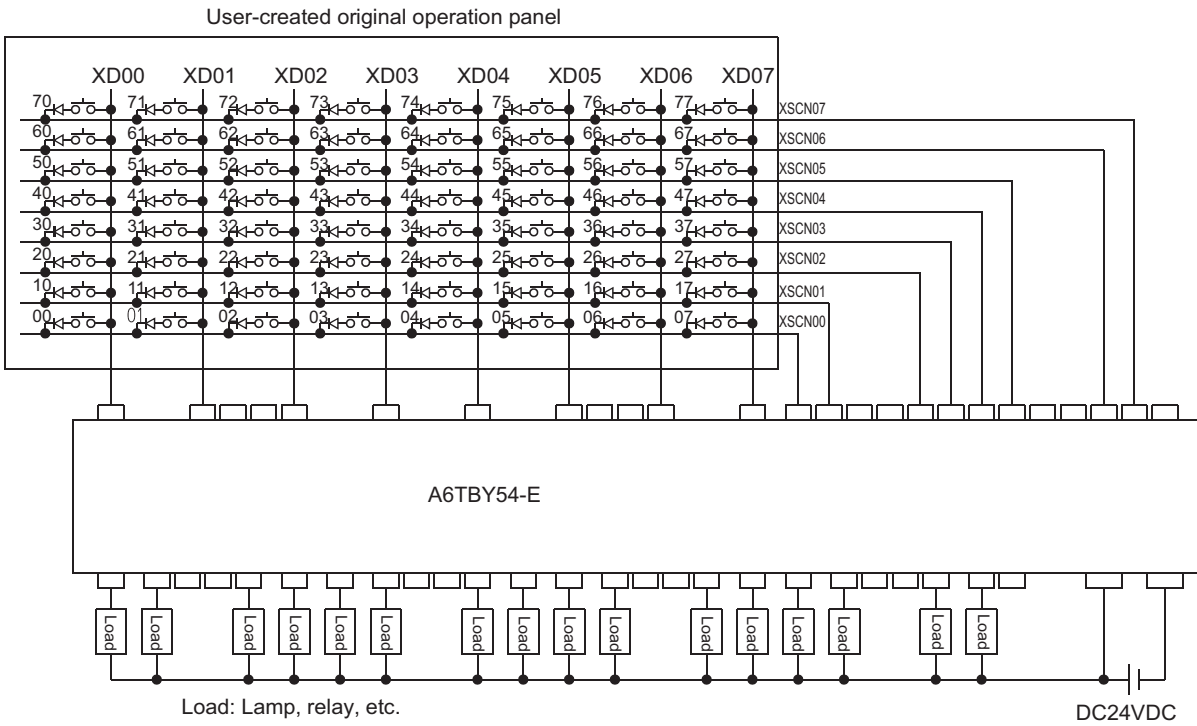 User-created original operation panel
XD00 XD01 XD02 XD03 XD04 XD05 XD06 XD07
70 71 72 73 74 75 76 77 XSCN07
60 61 62 63 64 65 66 67 XSCN06
50 51 52 53 54 55 56 57 XSCN05
40 41 42 43 44 45 46 47 XSCN04
30 31 32 33 34 35 36 37 XSCN03
20 21 22 23 24 25 26 27 XSCN02
10 11 12 13 14 15 16 17 XSCN01
00 01 02 03 04 05 06 07 XSCN00
A6TBY54-E
Load Load Load Load Load Load Load Load Load Load Load Load Load Load Load Load
Load: Lamp, relay, etc.
DC24VDC